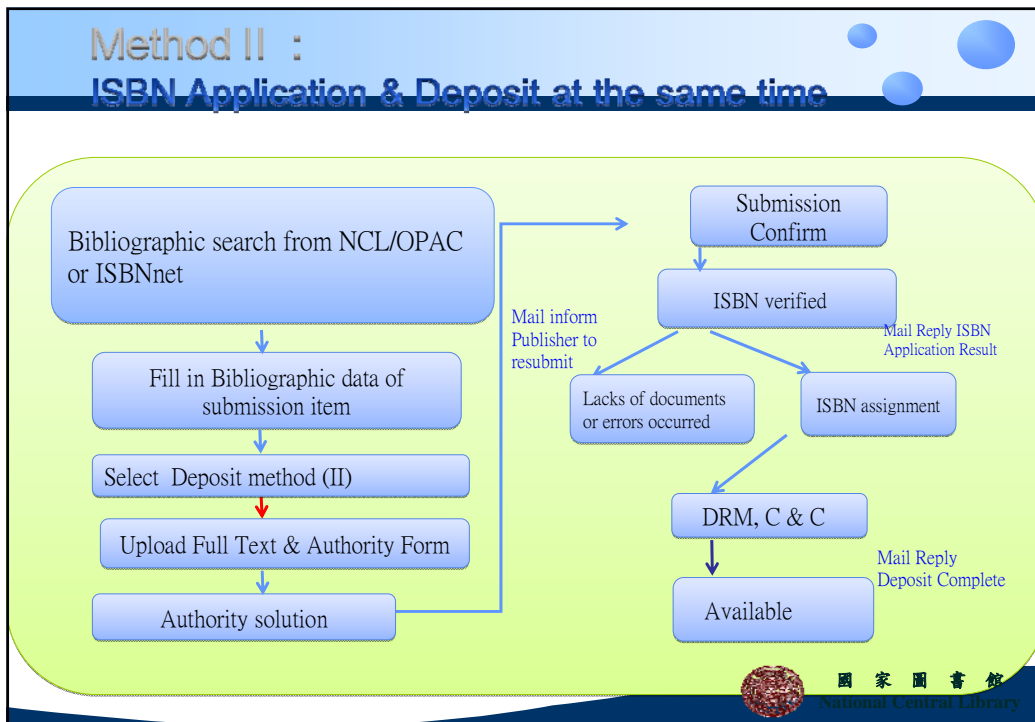 Method II :
ISBN Application & Deposit at the same time
Bibliographic search from NCL/OPAC
or ISBNnet
Fill in Bibliographic data of
submission item
Select Deposit method (II)
Upload Full Text & Authority Form
Authority solution
Submission
Confirm
ISBN verified
Mail inform
Publisher to
resubmit
Mail Reply ISBN
Application Result
Lacks of documents
or errors occurred
ISBN assignment
DRM, C & C
Mail Reply
Deposit Complete
Available
國家圖書館
National Central Library